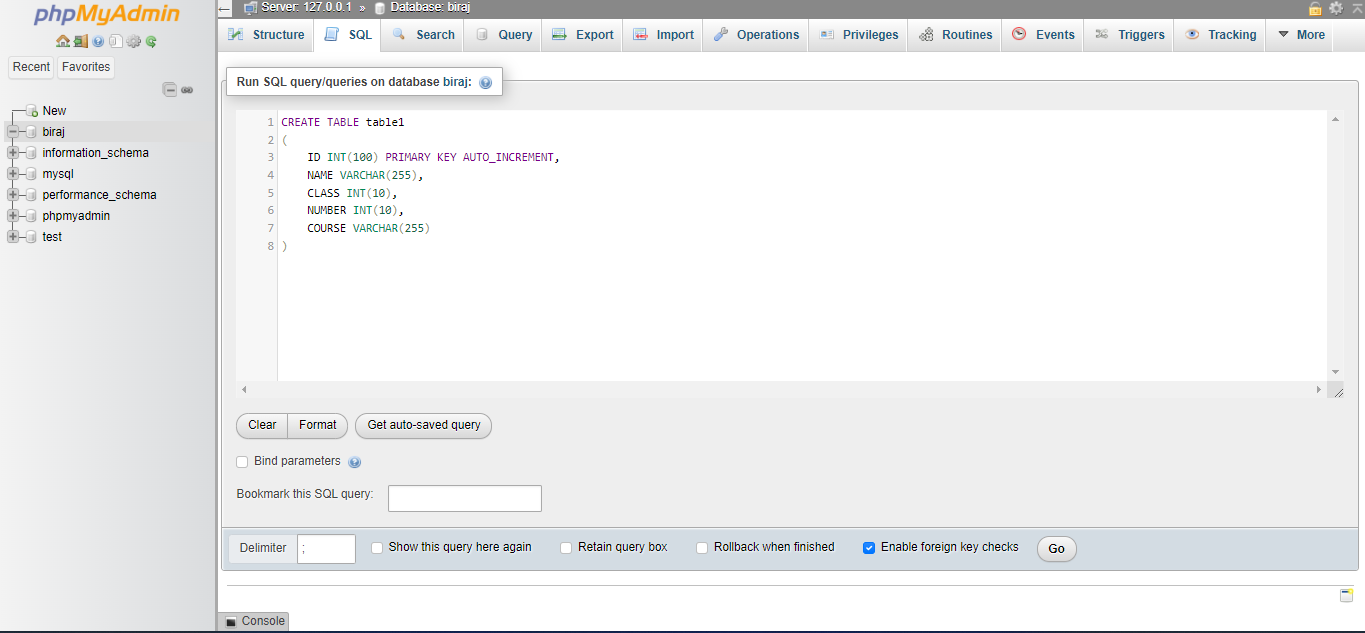 phpMyAdmin
Recent Favorites
New
biraj
information_schema
mysql
performance_schema
phpmyadmin
test
Server: 127.0.0.1 » Database: biraj
Structure SQL Search Query Export Import Operations Privileges Routines Events Triggers Tracking More
Run SQL query/queries on database biraj:
1 CREATE TABLE table1
2 (
3 ID INT(100) PRIMARY KEY AUTO_INCREMENT,
4 NAME VARCHAR(255),
5 CLASS INT(10),
6 NUMBER INT(10),
7 COURSE VARCHAR(255)
8 )
Clear Format Get auto-saved query
Bind parameters
Bookmark this SQL query:
Delimiter ; Show this query here again Retain query box Rollback when finished Enable foreign key checks Go
Console